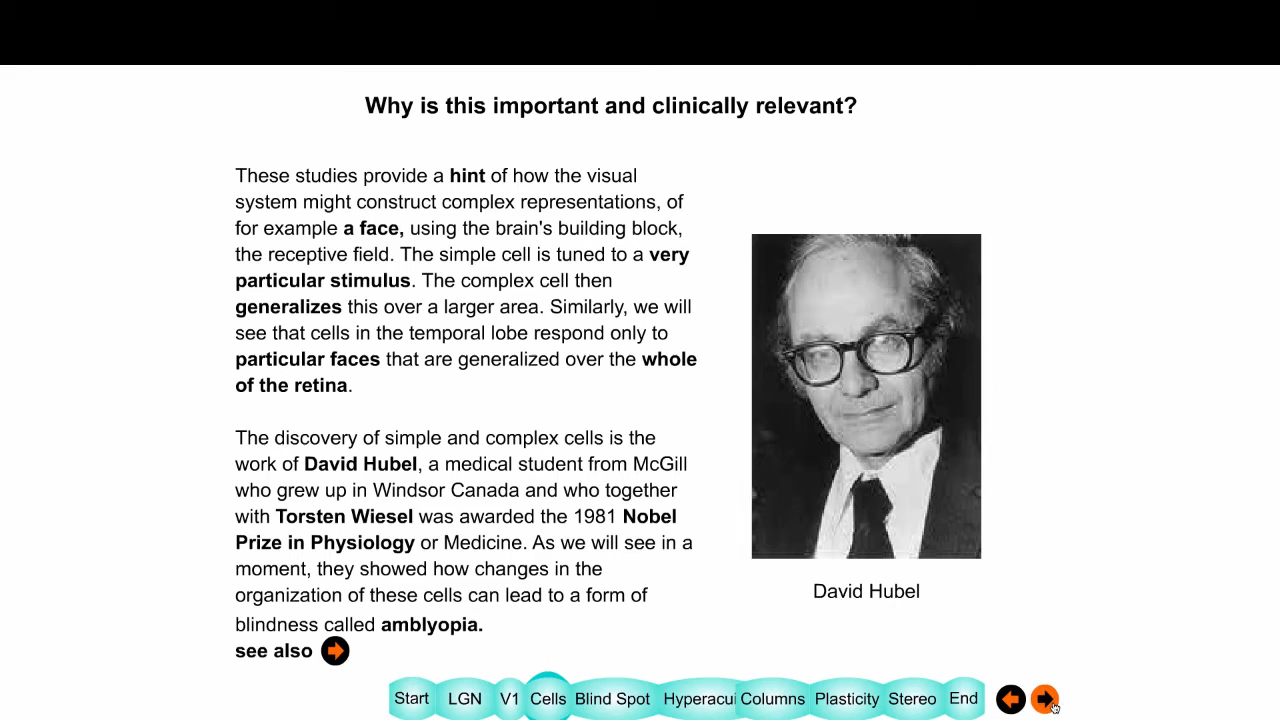 Why is this important and clinically relevant?
These studies provide a hint of how the visual
system might construct complex representations, of
for example a face, using the brain's building block,
the receptive field. The simple cell is tuned to a very
particular stimulus. The complex cell then
generalizes this over a larger area. Similarly, we will
see that cells in the temporal lobe respond only to
particular faces that are generalized over the whole
of the retina.
The discovery of simple and complex cells is the
work of David Hubel, a medical student from McGill
who grew up in Windsor Canada and who together
with Torsten Wiesel was awarded the 1981 Nobel
Prize in Physiology or Medicine. As we will see in a
moment, they showed how changes in the
organization of these cells can lead to a form of
blindness called amblyopia.
see also
David Hubel
Start LGN V1 Cells Blind Spot Hyperacui Columns Plasticity Stereo End